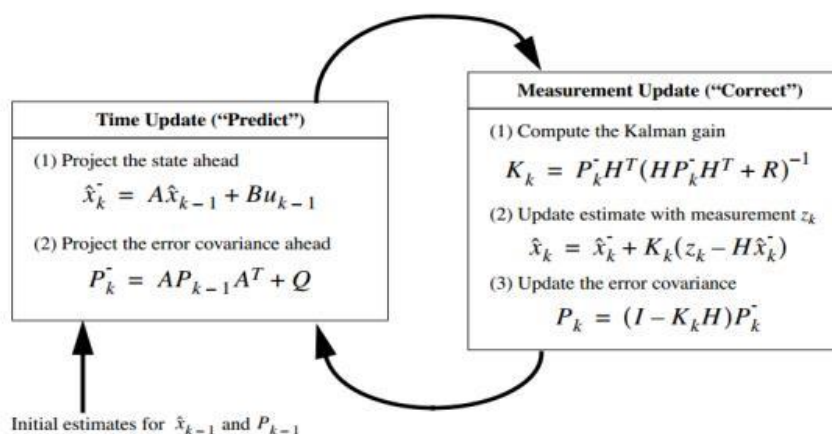 Time Update (“Predict”)
(1) Project the state ahead
x̂⁻ₖ = Ax̂ₖ₋₁ + Buₖ₋₁
(2) Project the error covariance ahead
P⁻ₖ = APₖ₋₁Aᵀ + Q
Measurement Update (“Correct”)
(1) Compute the Kalman gain
Kₖ = P⁻ₖHᵀ(HP⁻ₖHᵀ + R)⁻¹
(2) Update estimate with measurement zₖ
x̂ₖ = x̂⁻ₖ + Kₖ(zₖ – Hx̂⁻ₖ)
(3) Update the error covariance
Pₖ = (I – KₖH)P⁻ₖ
Initial estimates for x̂ₖ₋₁ and Pₖ₋₁